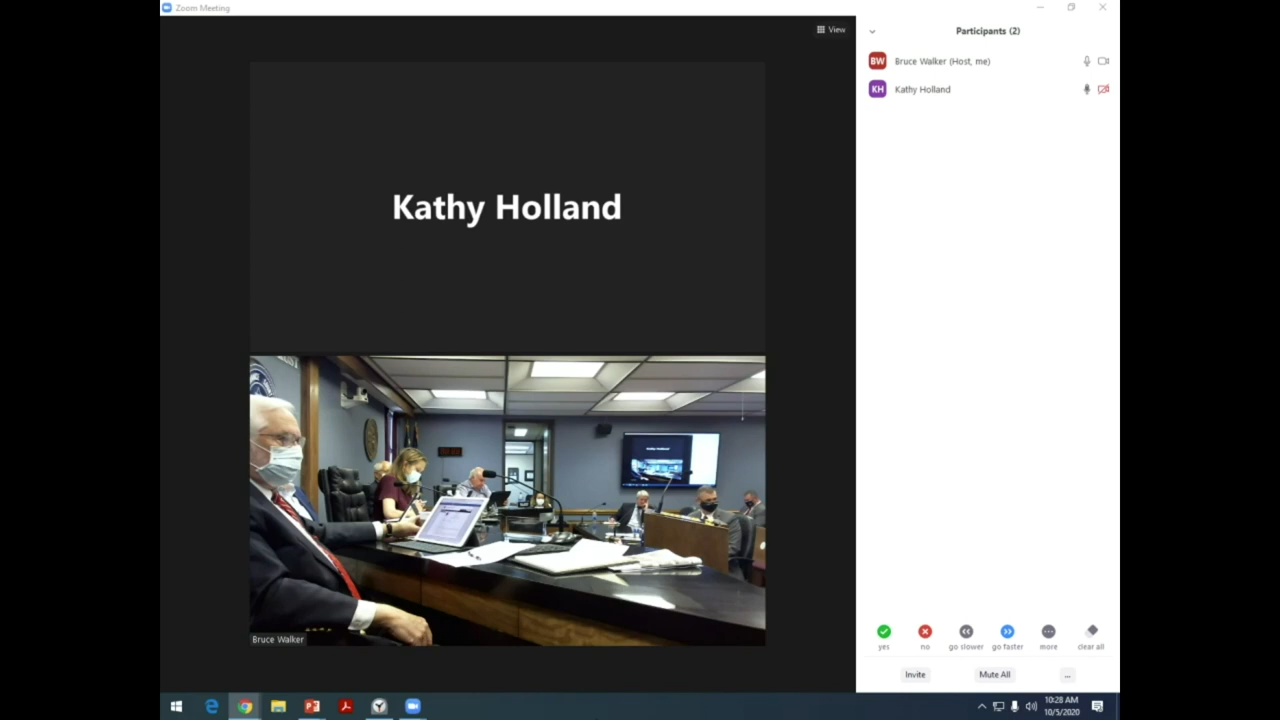 Zoom Meeting
View
Participants (2)
BW Bruce Walker (Host, me)
KH Kathy Holland
Kathy Holland
Bruce Walker
yes no go slower go faster more clear all
Invite Mute All ...
10:28 AM
10/5/2020